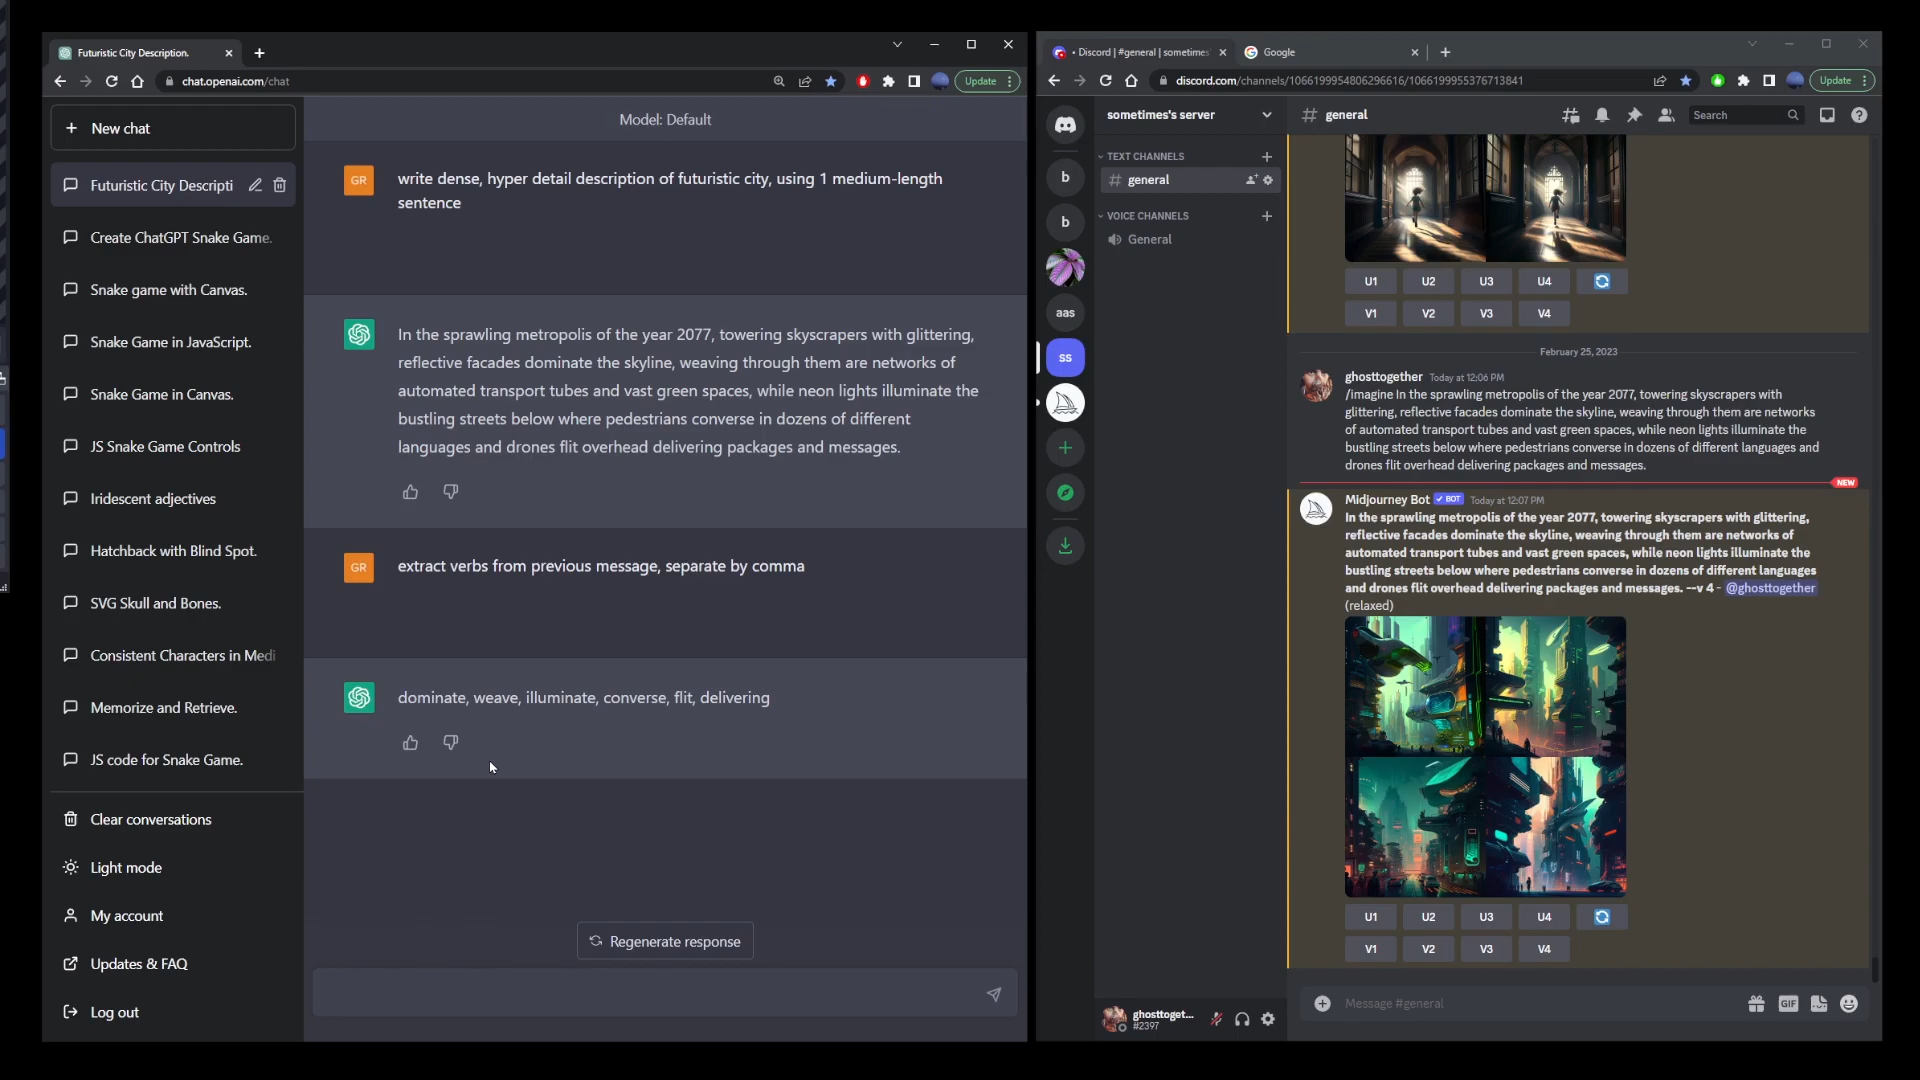 Futuristic City Description.
chat.openai.com/chat
Update
New chat
Futuristic City Descripti
Create ChatGPT Snake Game.
Snake game with Canvas.
Snake Game in JavaScript.
Snake Game in Canvas.
JS Snake Game Controls
Iridescent adjectives
Hatchback with Blind Spot.
SVG Skull and Bones.
Consistent Characters in Medi
Memorize and Retrieve.
JS code for Snake Game.
Clear conversations
Light mode
My account
Updates & FAQ
Log out
Model: Default
GR
write dense, hyper detail description of futuristic city, using 1 medium-length
sentence
In the sprawling metropolis of the year 2077, towering skyscrapers with glittering,
reflective facades dominate the skyline, weaving through them are networks of
automated transport tubes and vast green spaces, while neon lights illuminate the
bustling streets below where pedestrians converse in dozens of different
languages and drones flit overhead delivering packages and messages.
GR
extract verbs from previous message, separate by comma
dominate, weave, illuminate, converse, flit, delivering
Regenerate response
• Discord | #general | sometimes'
Google
discord.com/channels/1066199954806296616/1066199955376713841
Update
b
b
aas
ss
sometimes's server
TEXT CHANNELS
general
VOICE CHANNELS
General
ghosttoget...
#2397
general
Search
U1 U2 U3 U4
V1 V2 V3 V4
February 25, 2023
ghosttogether Today at 12:06 PM
/imagine In the sprawling metropolis of the year 2077, towering skyscrapers with
glittering, reflective facades dominate the skyline, weaving through them are networks
of automated transport tubes and vast green spaces, while neon lights illuminate the
bustling streets below where pedestrians converse in dozens of different languages and
drones flit overhead delivering packages and messages.
NEW
Midjourney Bot ✓ BOT Today at 12:07 PM
In the sprawling metropolis of the year 2077, towering skyscrapers with glittering,
reflective facades dominate the skyline, weaving through them are networks of
automated transport tubes and vast green spaces, while neon lights illuminate the
bustling streets below where pedestrians converse in dozens of different languages
and drones flit overhead delivering packages and messages. --v 4 - @ghosttogether
(relaxed)
U1 U2 U3 U4
V1 V2 V3 V4
Message #general
GIF